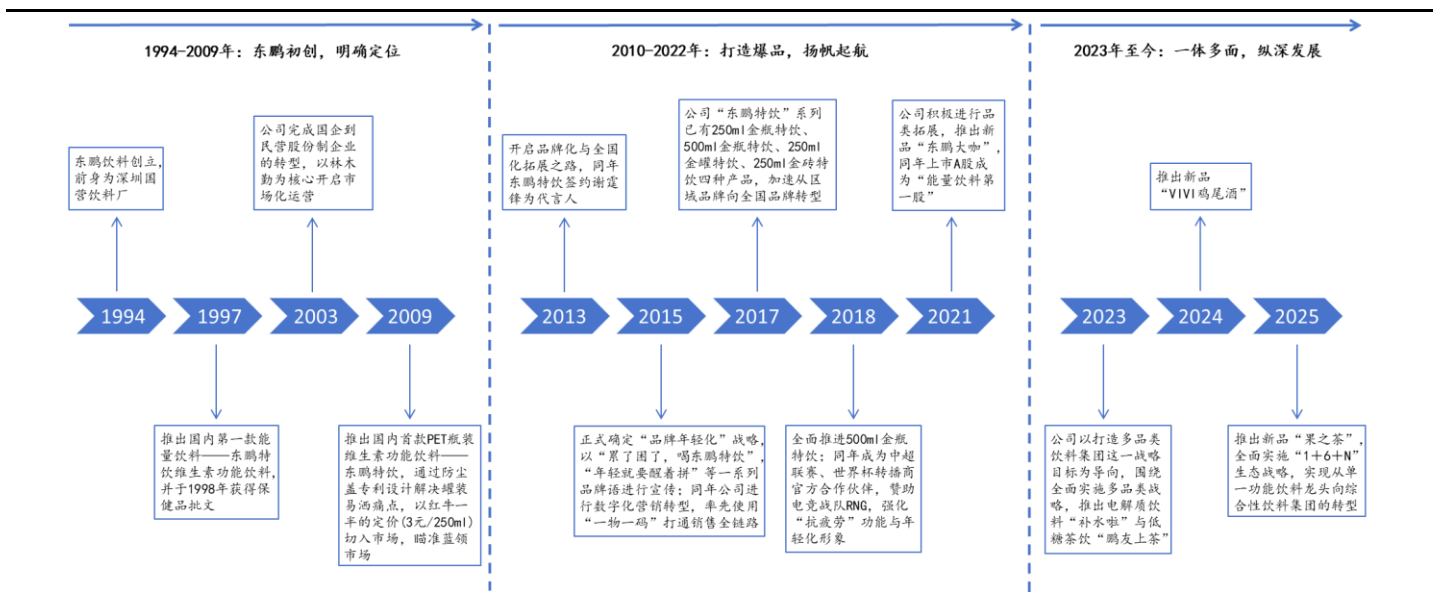 1994-2009年：东鹏初创，明确定位
2010-2022年：打造爆品，扬帆起航
2023年至今：一体多面，纵深发展
东鹏饮料创立，
前身为深圳国
营饮料厂
公司完成国企到
民营股份制企业
的转型，以林木
勤为核心开启市
场化运营
开启品牌化与全国
化拓展之路，同年
东鹏特饮签约谢霆
锋为代言人
公司“东鹏特饮”系列
已有250ml金瓶特饮、
500ml金瓶特饮、250ml
金罐特饮、250ml金砖特
饮四种产品，加速从区
域品牌向全国品牌转型
公司积极进行品
类拓展，推出新
品“东鹏大咖”，
同年上市A股成
为“能量饮料第
一股”
推出新品
“VIVI鸡尾酒”
1994
1997
2003
2009
2013
2015
2017
2018
2021
2023
2024
2025
推出国内第一款能
量饮料——东鹏特
饮维生素功能饮料，
并于1998年获得保
健品批文
推出国内首款PET瓶装
维生素功能饮料——
东鹏特饮，通过防尘
盖专利设计解决罐装
易洒痛点，以红牛一
半的定价(3元/250ml)
切入市场，瞄准蓝领
市场
正式确定“品牌年轻化”战略，
以“累了困了，喝东鹏特饮”，
“年轻就要醒着拼”等一系列
品牌语进行宣传；同年公司进
行数字化营销转型，率先使用
“一物一码”打通销售全链路
全面推进500ml金瓶
特饮；同年成为中超
联赛、世界杯转播商
官方合作伙伴，赞助
电竞战队RNG，强化
“抗疲劳”功能与年
轻化形象
公司以打造多品类
饮料集团这一战略
目标为导向，围绕
全面实施多品类战
略，推出电解质饮
料“补水啦”与低
糖茶饮“鹏友上茶”
推出新品“果之茶”，
全面实施“1+6+N”
生态战略，实现从单
一功能饮料龙头向综
合性饮料集团的转型